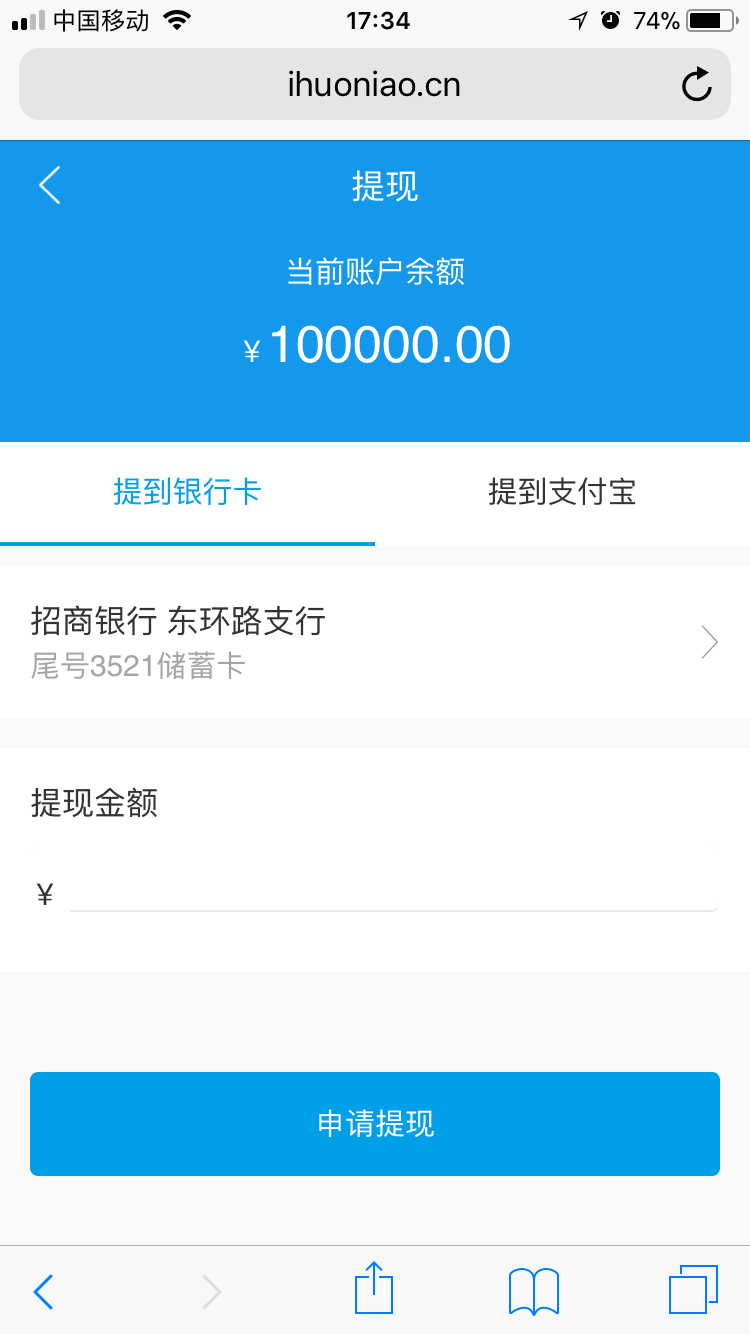 中国移动 17:34 74%
ihuoniao.cn
提现
当前账户余额
¥100000.00
提到银行卡 提到支付宝
招商银行 东环路支行
尾号3521储蓄卡
提现金额
¥
申请提现